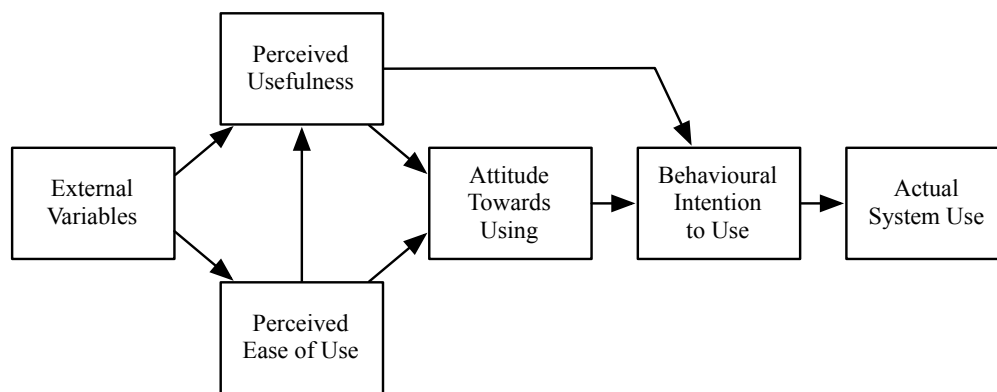 Perceived
Usefulness
External
Variables
Attitude
Towards
Using
Behavioural
Intention
to Use
Actual
System Use
Perceived
Ease of Use